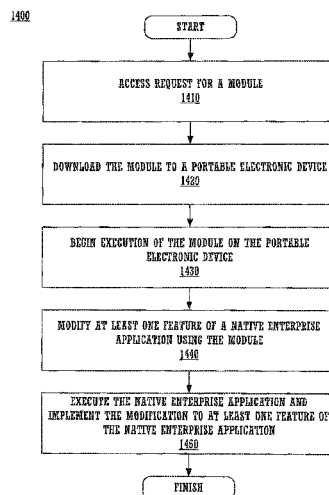 1400
START
ACCESS REQUEST FOR A MODULE
1410
DOWNLOAD THE MODULE TO A PORTABLE ELECTRONIC DEVICE
1420
BEGIN EXECUTION OF THE MODULE ON THE PORTABLE
ELECTRONIC DEVICE
1430
MODIFY AT LEAST ONE FEATURE OF A NATIVE ENTERPRISE
APPLICATION USING THE MODULE
1440
EXECUTE THE NATIVE ENTERPRISE APPLICATION AND
IMPLEMENT THE MODIFICATION TO AT LEAST ONE FEATURE OF
THE NATIVE ENTERPRISE APPLICATION
1450
FINISH